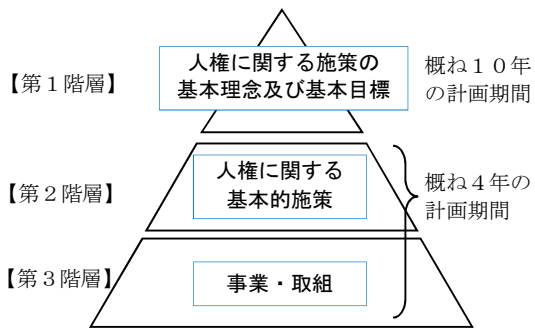 人権に関する施策の
基本理念及び基本目標
【第１階層】
概ね１０年
の計画期間
人権に関する
基本的施策
【第２階層】
概ね４年の
計画期間
【第３階層】
事業・取組